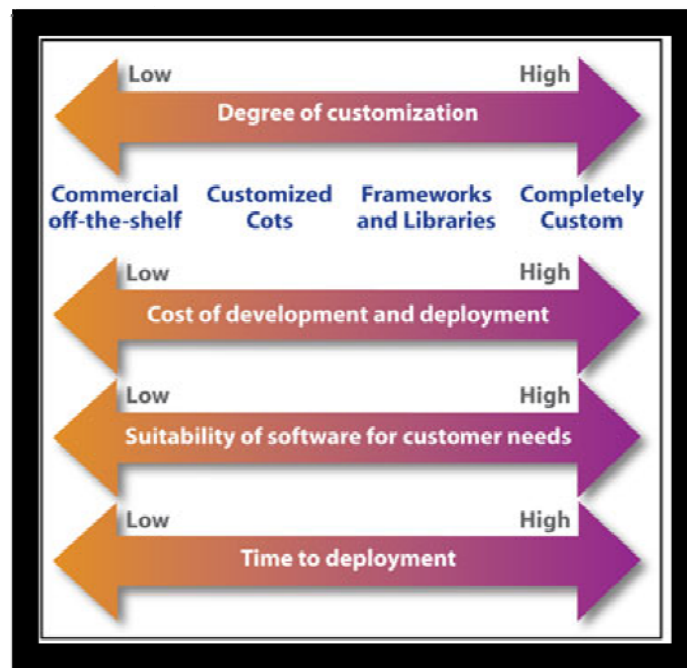 Low High
Degree of customization
Commercial Customized Frameworks Completely
off-the-shelf Cots and Libraries Custom
Low High
Cost of development and deployment
Low High
Suitability of software for customer needs
Low High
Time to deployment